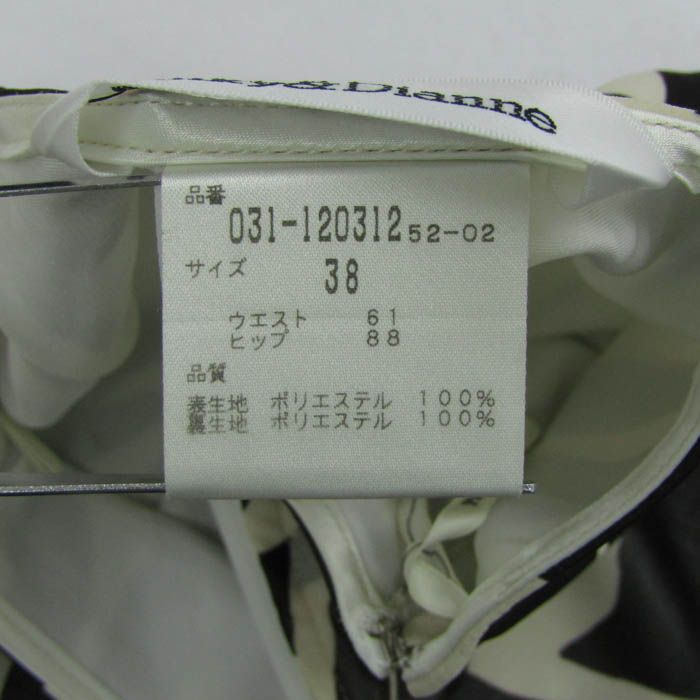 &Dianne
品番
031-120312 52-02
サイズ 38
ウエスト 61
ヒップ 88
品質
表生地 ポリエステル 100%
裏生地 ポリエステル 100%